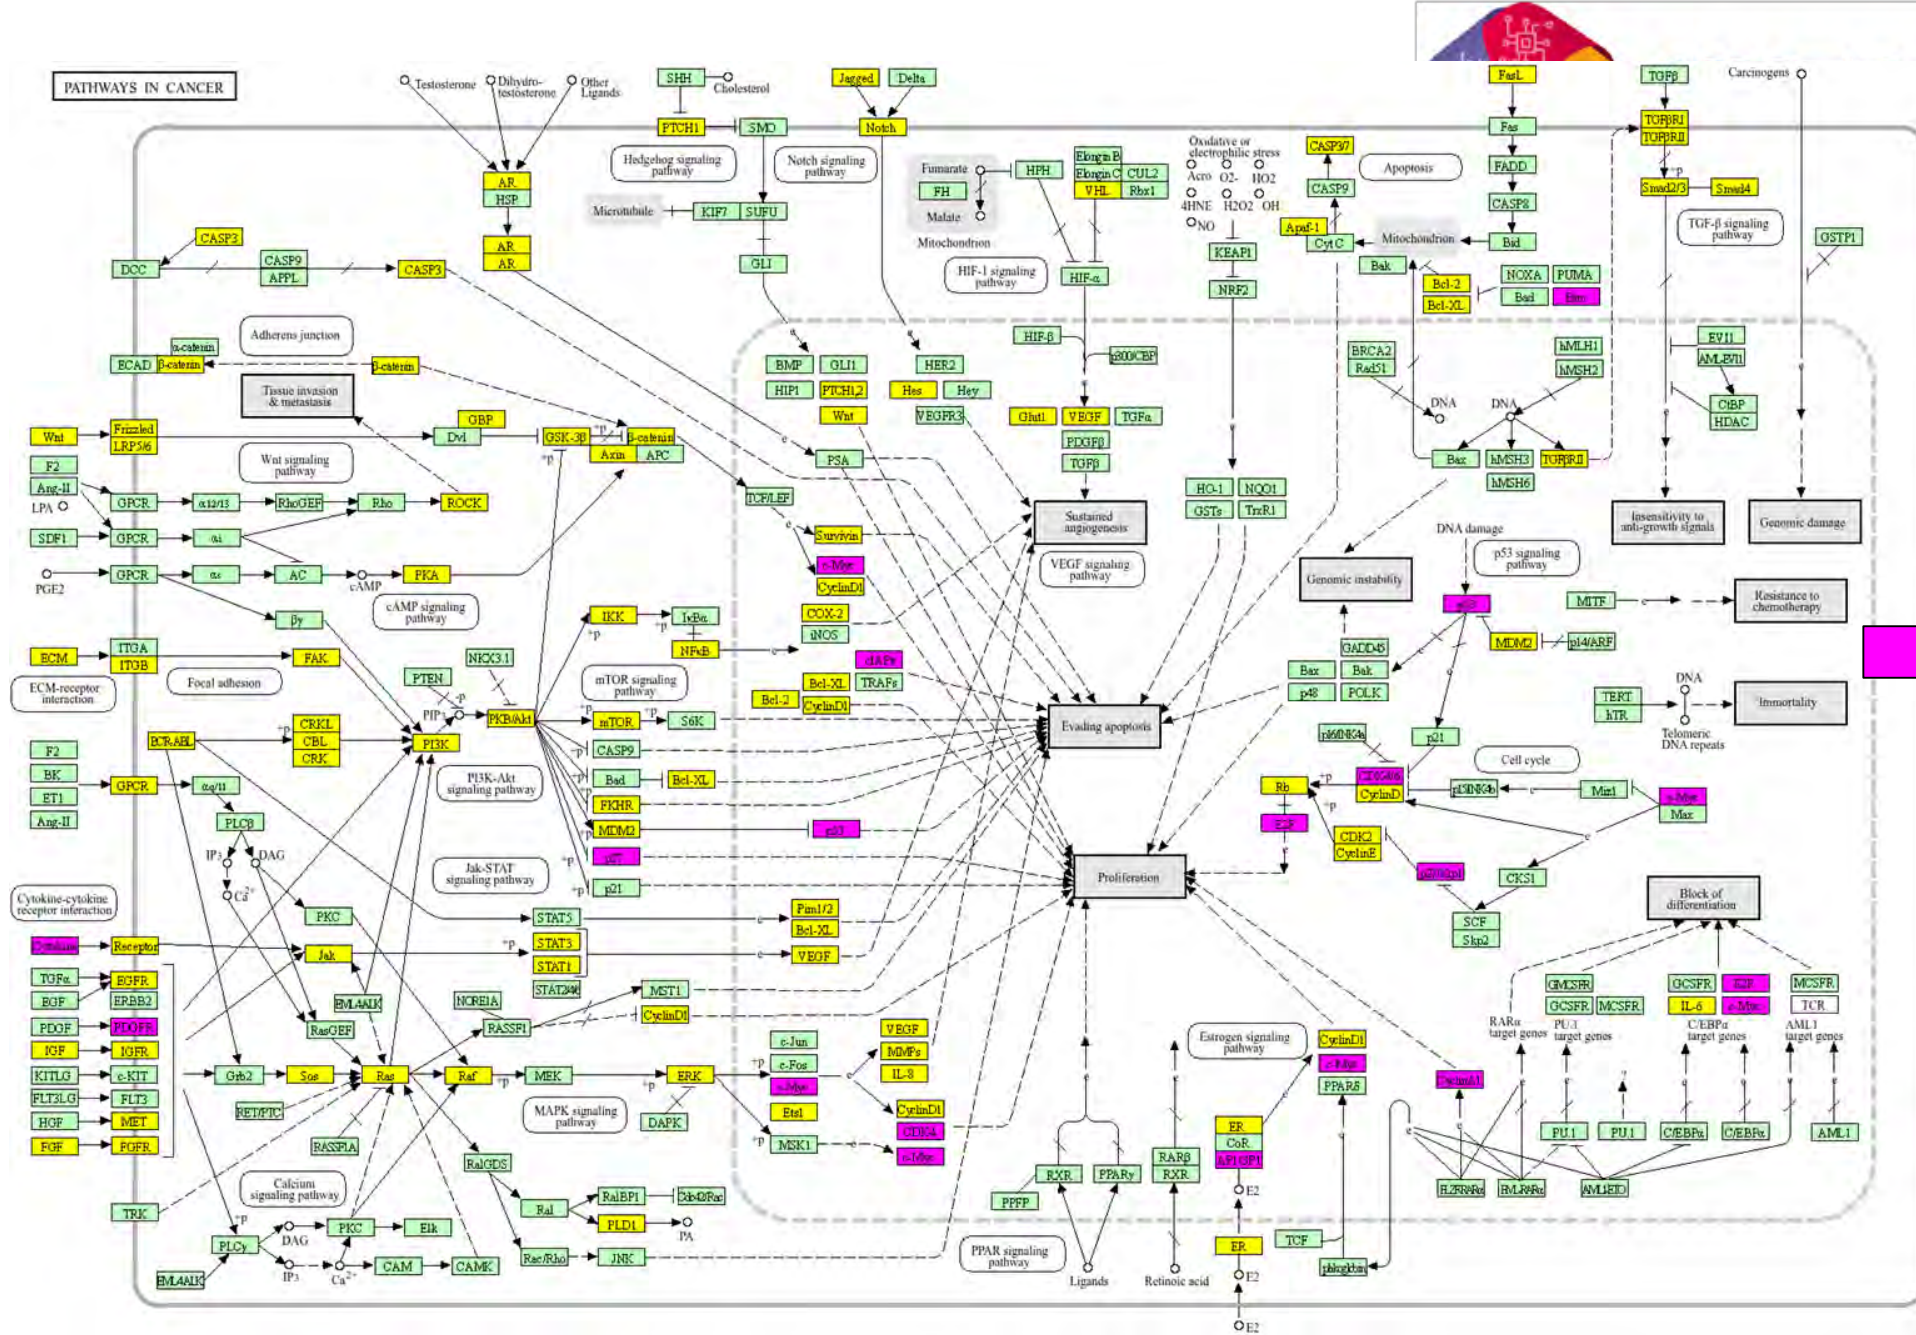 PATHWAYS IN CANCER
Testosterone
Dihydro-
testosterone
Other
Ligands
SHH
Cholesterol
Jagged
Delta
FasL
TGFβ
Carcinogens
PTCH1
SMO
Notch
Fas
TGFβRI
TGFβRII
Hedgehog signaling
pathway
Notch signaling
pathway
Oxidative or
electrophilic stress
Acro
O2-
HO2
4HNE
H2O2
OH
NO
Fumarate
FH
Malate
Mitochondrion
HPH
Elongin B
Elongin C
CUL2
VHL
Rbx1
CASP3/7
CASP9
Apoptosis
FADD
CASP8
Smad2/3
Smad4
TGF-β signaling
pathway
AR
HSP
AR
AR
Microtubule
KIF7
SUFU
GLI
HIF-1 signaling
pathway
HIF-α
KEAP1
NRF2
Apaf-1
CytC
Mitochondrion
Bid
Bak
Bcl-2
Bcl-XL
NOXA
PUMA
Bad
GSTP1
CASP3
DCC
CASP9
APPL
CASP3
Adherens junction
α-catenin
ECAD
β-catenin
β-catenin
Tissue invasion
& metastasis
HIF-β
p300/CBP
BMP
GLI1
HIP1
PTCH1,2
Wnt
HER2
Hes
Hey
VEGFR3
Glut1
VEGF
TGFα
PDGFβ
TGFβ
BRCA2
Rad51
DNA
hMLH1
hMSH2
DNA
EVI1
AML-EVI1
CtBP
HDAC
Bax
hMSH3
TGFβRII
hMSH6
Wnt
Frizzled
LRP5/6
Dvl
GBP
GSK-3β
β-catenin
Axin
APC
Wnt signaling
pathway
F2
Ang-II
LPA
GPCR
α12/13
RhoGEF
Rho
ROCK
SDF1
GPCR
αi
PGE2
GPCR
αs
AC
cAMP
PKA
cAMP signaling
pathway
βγ
TCF/LEF
PSA
Survivin
c-Myc
CyclinD1
HO-1
NQO1
GSTs
TrxR1
Sustained
angiogenesis
VEGF signaling
pathway
Insensitivity to
anti-growth signals
Genomic damage
DNA damage
p53 signaling
pathway
Genomic instability
p53
MDM2
p14/ARF
MITF
Resistance to
chemotherapy
ECM
ITGA
ITGB
FAK
ECM-receptor
interaction
Focal adhesion
PTEN
NKX3.1
PIP3
PKB/Akt
IKK
IκBα
NFκB
COX-2
iNOS
mTOR signaling
pathway
cIAPs
Bcl-XL
TRAFs
Bcl-2
CyclinD1
GADD45
Bax
Bak
p48
POLK
TERT
hTR
DNA
Telomeric
DNA repeats
Immortality
BCR-ABL
CRKL
CBL
CRK
PI3K
PI3K-Akt
signaling pathway
mTOR
S6K
CASP9
Bad
Bcl-XL
FKHR
MDM2
p53
p27
p21
Evading apoptosis
p16/INK4a
p21
Cell cycle
CDK4/6
CyclinD
p15/INK4b
Miz1
c-Myc
Max
Rb
E2F
CDK2
CyclinE
CKS1
SCF
Skp2
F2
BK
ET1
Ang-II
GPCR
αq/11
PLCβ
IP3
DAG
Ca2+
PKC
Jak-STAT
signaling pathway
Proliferation
Block of
differentiation
Cytokine-cytokine
receptor interaction
Cytokine
Receptor
Jak
STAT5
STAT3
STAT1
Pim1/2
Bcl-XL
VEGF
TGFα
EGF
PDGF
IGF
KITLG
FLT3LG
HGF
FGF
EGFR
ERBB2
PDGFR
IGFR
c-KIT
FLT3
MET
FGFR
EML4-ALK
RasGEF
NORE1A
RASSF1
MST1
CyclinD1
Grb2
Sos
Ras
Raf
MEK
ERK
DAPK
RET/PTC
RASSF1A
MAPK signaling
pathway
c-Jun
c-Fos
c-Myc
Ets1
MSK1
VEGF
MMPs
IL-8
CyclinD1
CDK4
c-Myc
Estrogen signaling
pathway
CyclinD1
c-Myc
PPARδ
CyclinA1
RARα
target genes
GMCSFR
GCSFR
MCSFR
PU.1
target genes
GCSFR
IL-6
c-Myc
C/EBPα
target genes
MCSFR
TCR
AML1
target genes
PU.1
PU.1
C/EBPα
C/EBPα
AML1
PLZF-RARα
PML-RARα
AML1-ETO
TRK
Calcium
signaling pathway
PLCγ
EML4-ALK
DAG
IP3
PKC
Elk
Ca2+
CAM
CAMK
RalGDS
Ral
RalBP1
Cdc42/Rac
PLD1
PA
Rac/Rho
JNK
RXR
PPARγ
PPFP
PPAR signaling
pathway
Ligands
RARβ
RXR
Retinoic acid
ER
CoR
E2
ER
E2
E2
TCF
plakoglobin